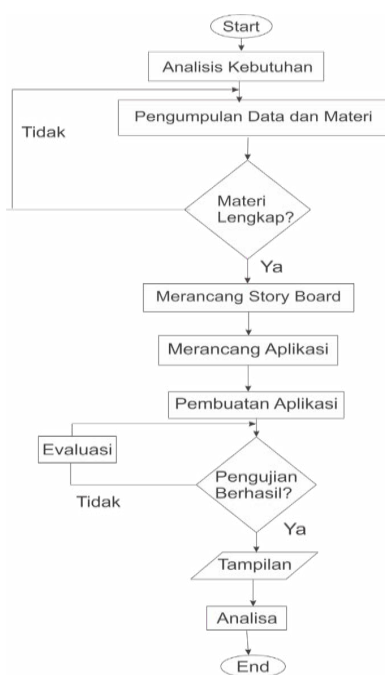 Start
Analisis Kebutuhan
Pengumpulan Data dan Materi
Tidak
Materi
Lengkap?
Ya
Merancang Story Board
Merancang Aplikasi
Pembuatan Aplikasi
Evaluasi
Pengujian
Berhasil?
Tidak
Ya
Tampilan
Analisa
End